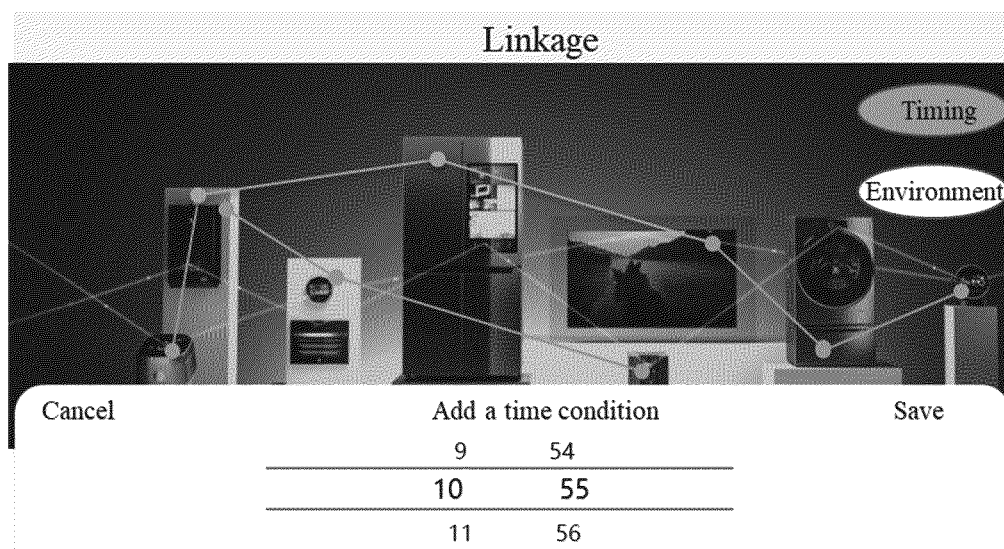 Linkage
Timing
Environment
Cancel Add a time condition Save
9 54
10 55
11 56